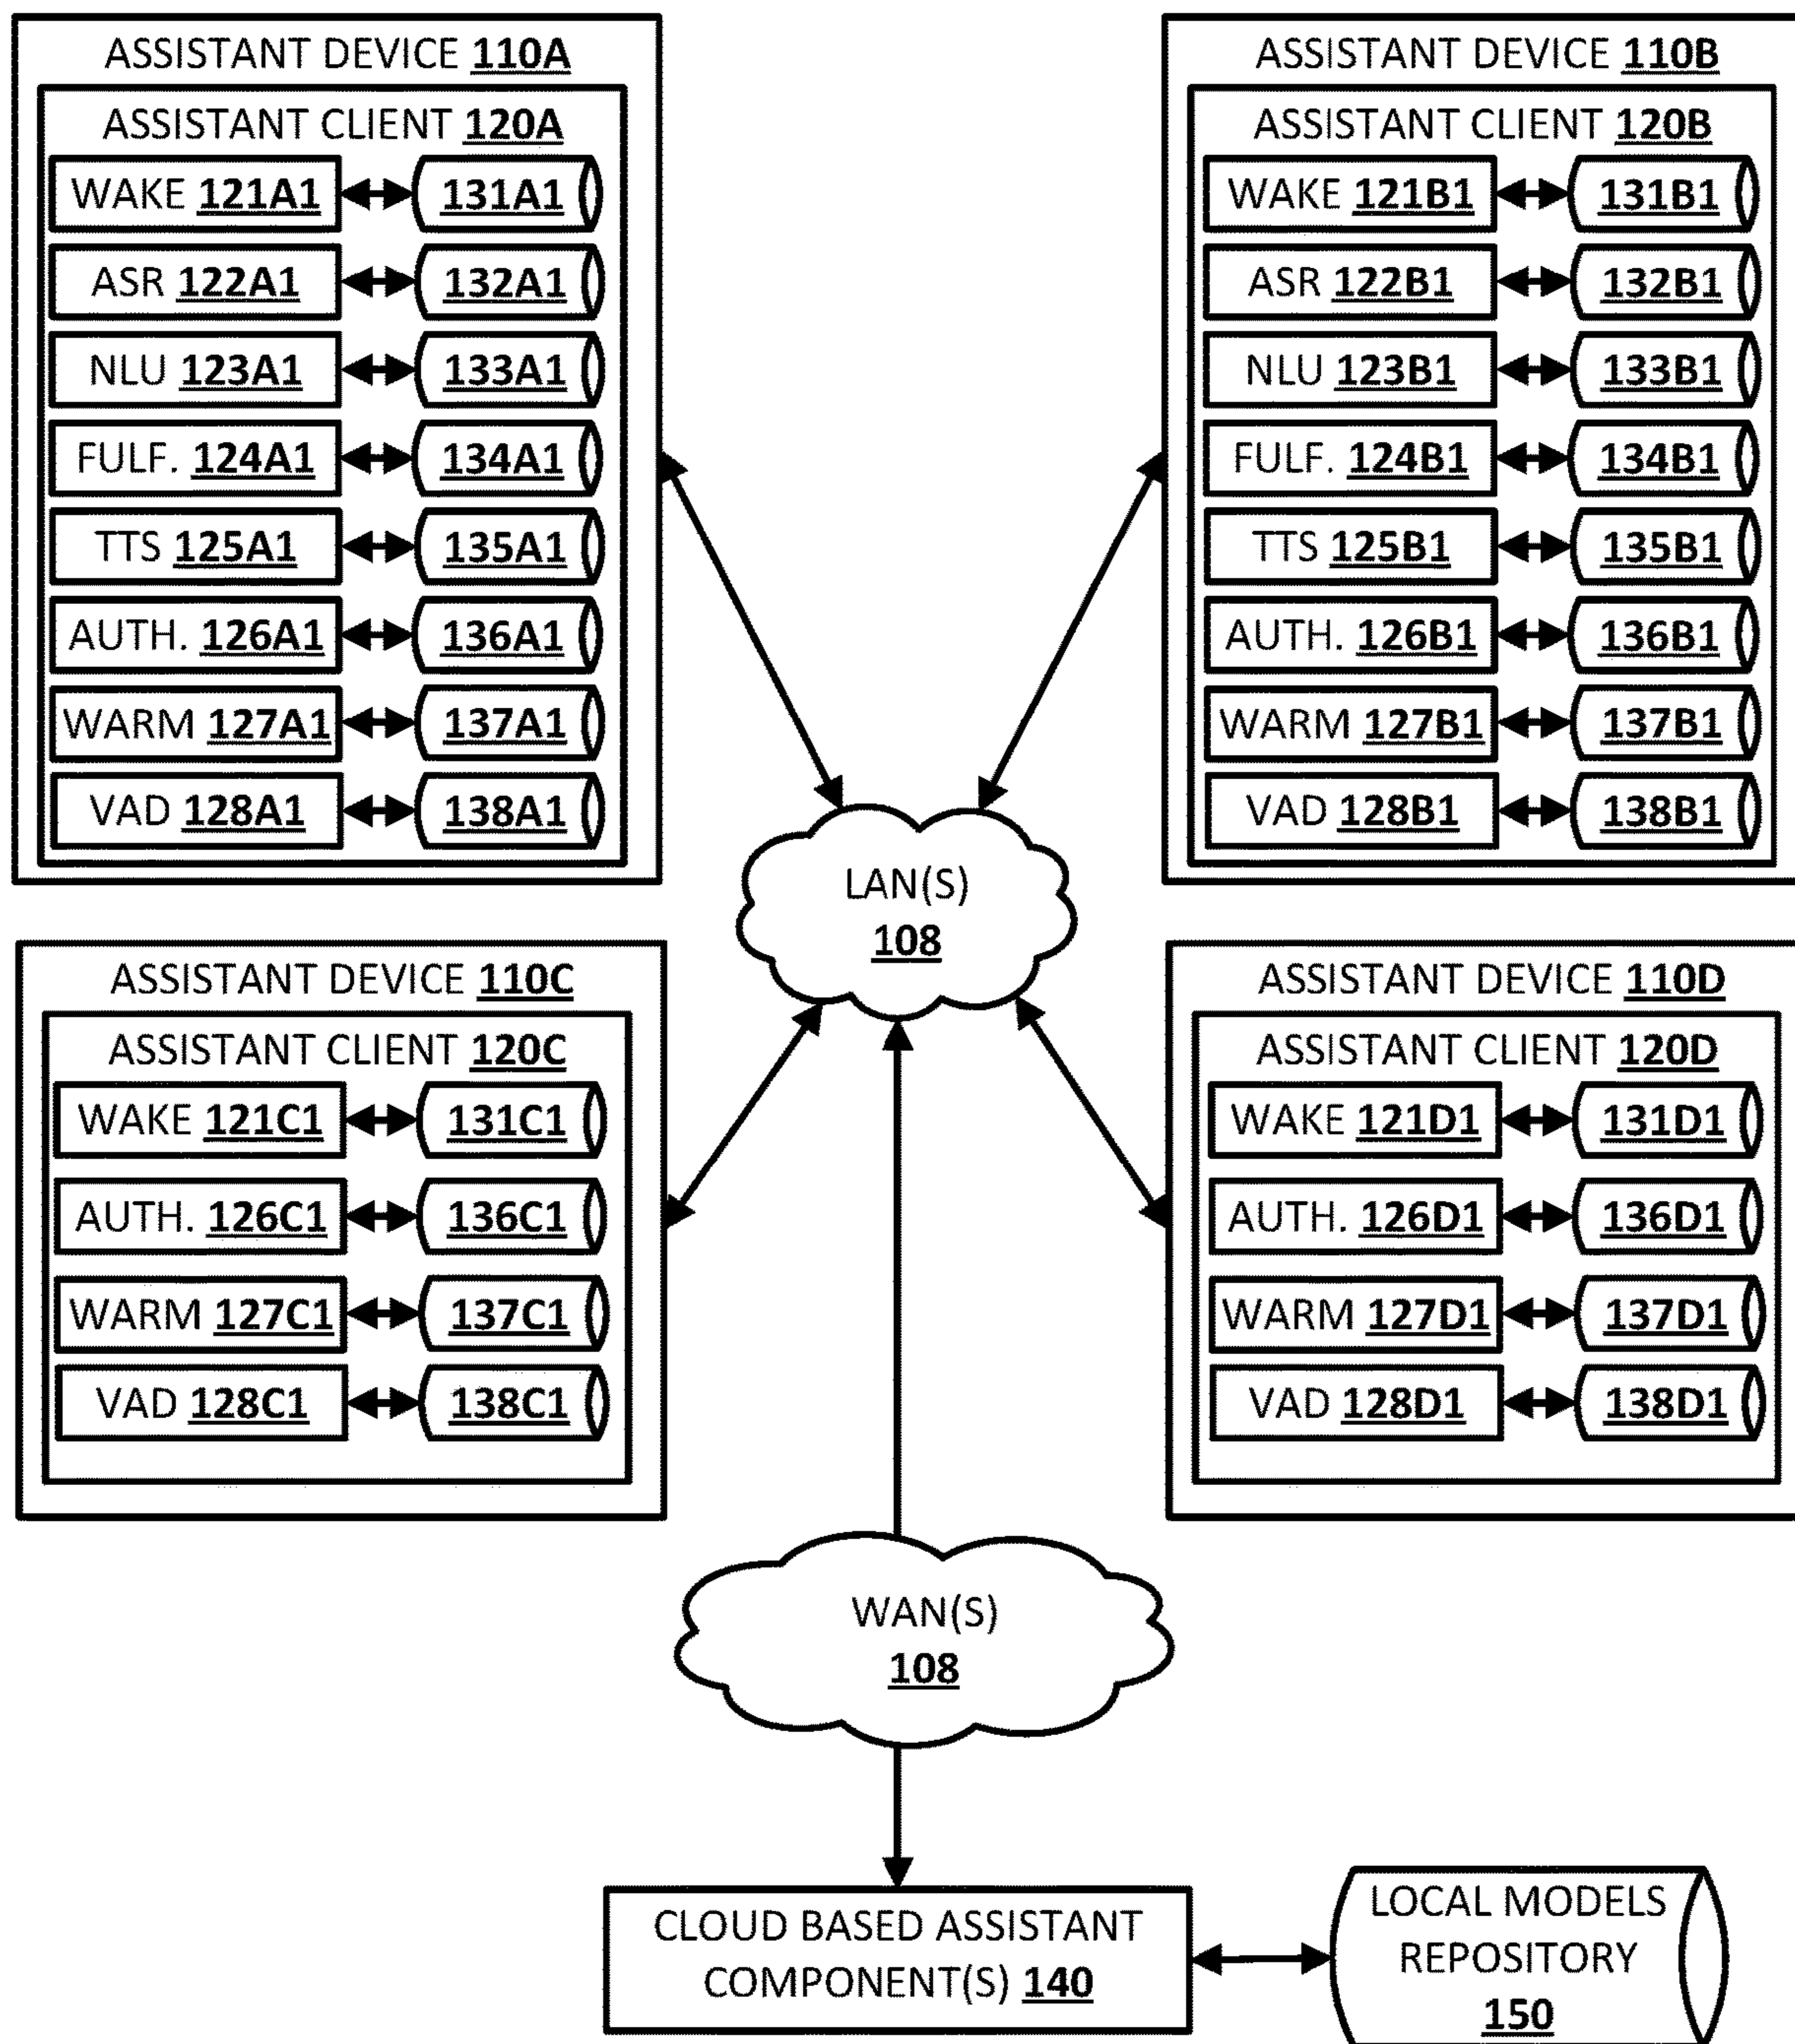 ASSISTANT DEVICE 110A
ASSISTANT CLIENT 120A
WAKE 121A1
131A1
ASR 122A1
132A1
NLU 123A1
133A1
FULF. 124A1
134A1
TTS 125A1
135A1
AUTH. 126A1
136A1
WARM 127A1
137A1
VAD 128A1
138A1
ASSISTANT DEVICE 110B
ASSISTANT CLIENT 120B
WAKE 121B1
131B1
ASR 122B1
132B1
NLU 123B1
133B1
FULF. 124B1
134B1
TTS 125B1
135B1
AUTH. 126B1
136B1
WARM 127B1
137B1
VAD 128B1
138B1
LAN(S)
108
ASSISTANT DEVICE 110C
ASSISTANT CLIENT 120C
WAKE 121C1
131C1
AUTH. 126C1
136C1
WARM 127C1
137C1
VAD 128C1
138C1
ASSISTANT DEVICE 110D
ASSISTANT CLIENT 120D
WAKE 121D1
131D1
AUTH. 126D1
136D1
WARM 127D1
137D1
VAD 128D1
138D1
WAN(S)
108
CLOUD BASED ASSISTANT
COMPONENT(S) 140
LOCAL MODELS
REPOSITORY
150